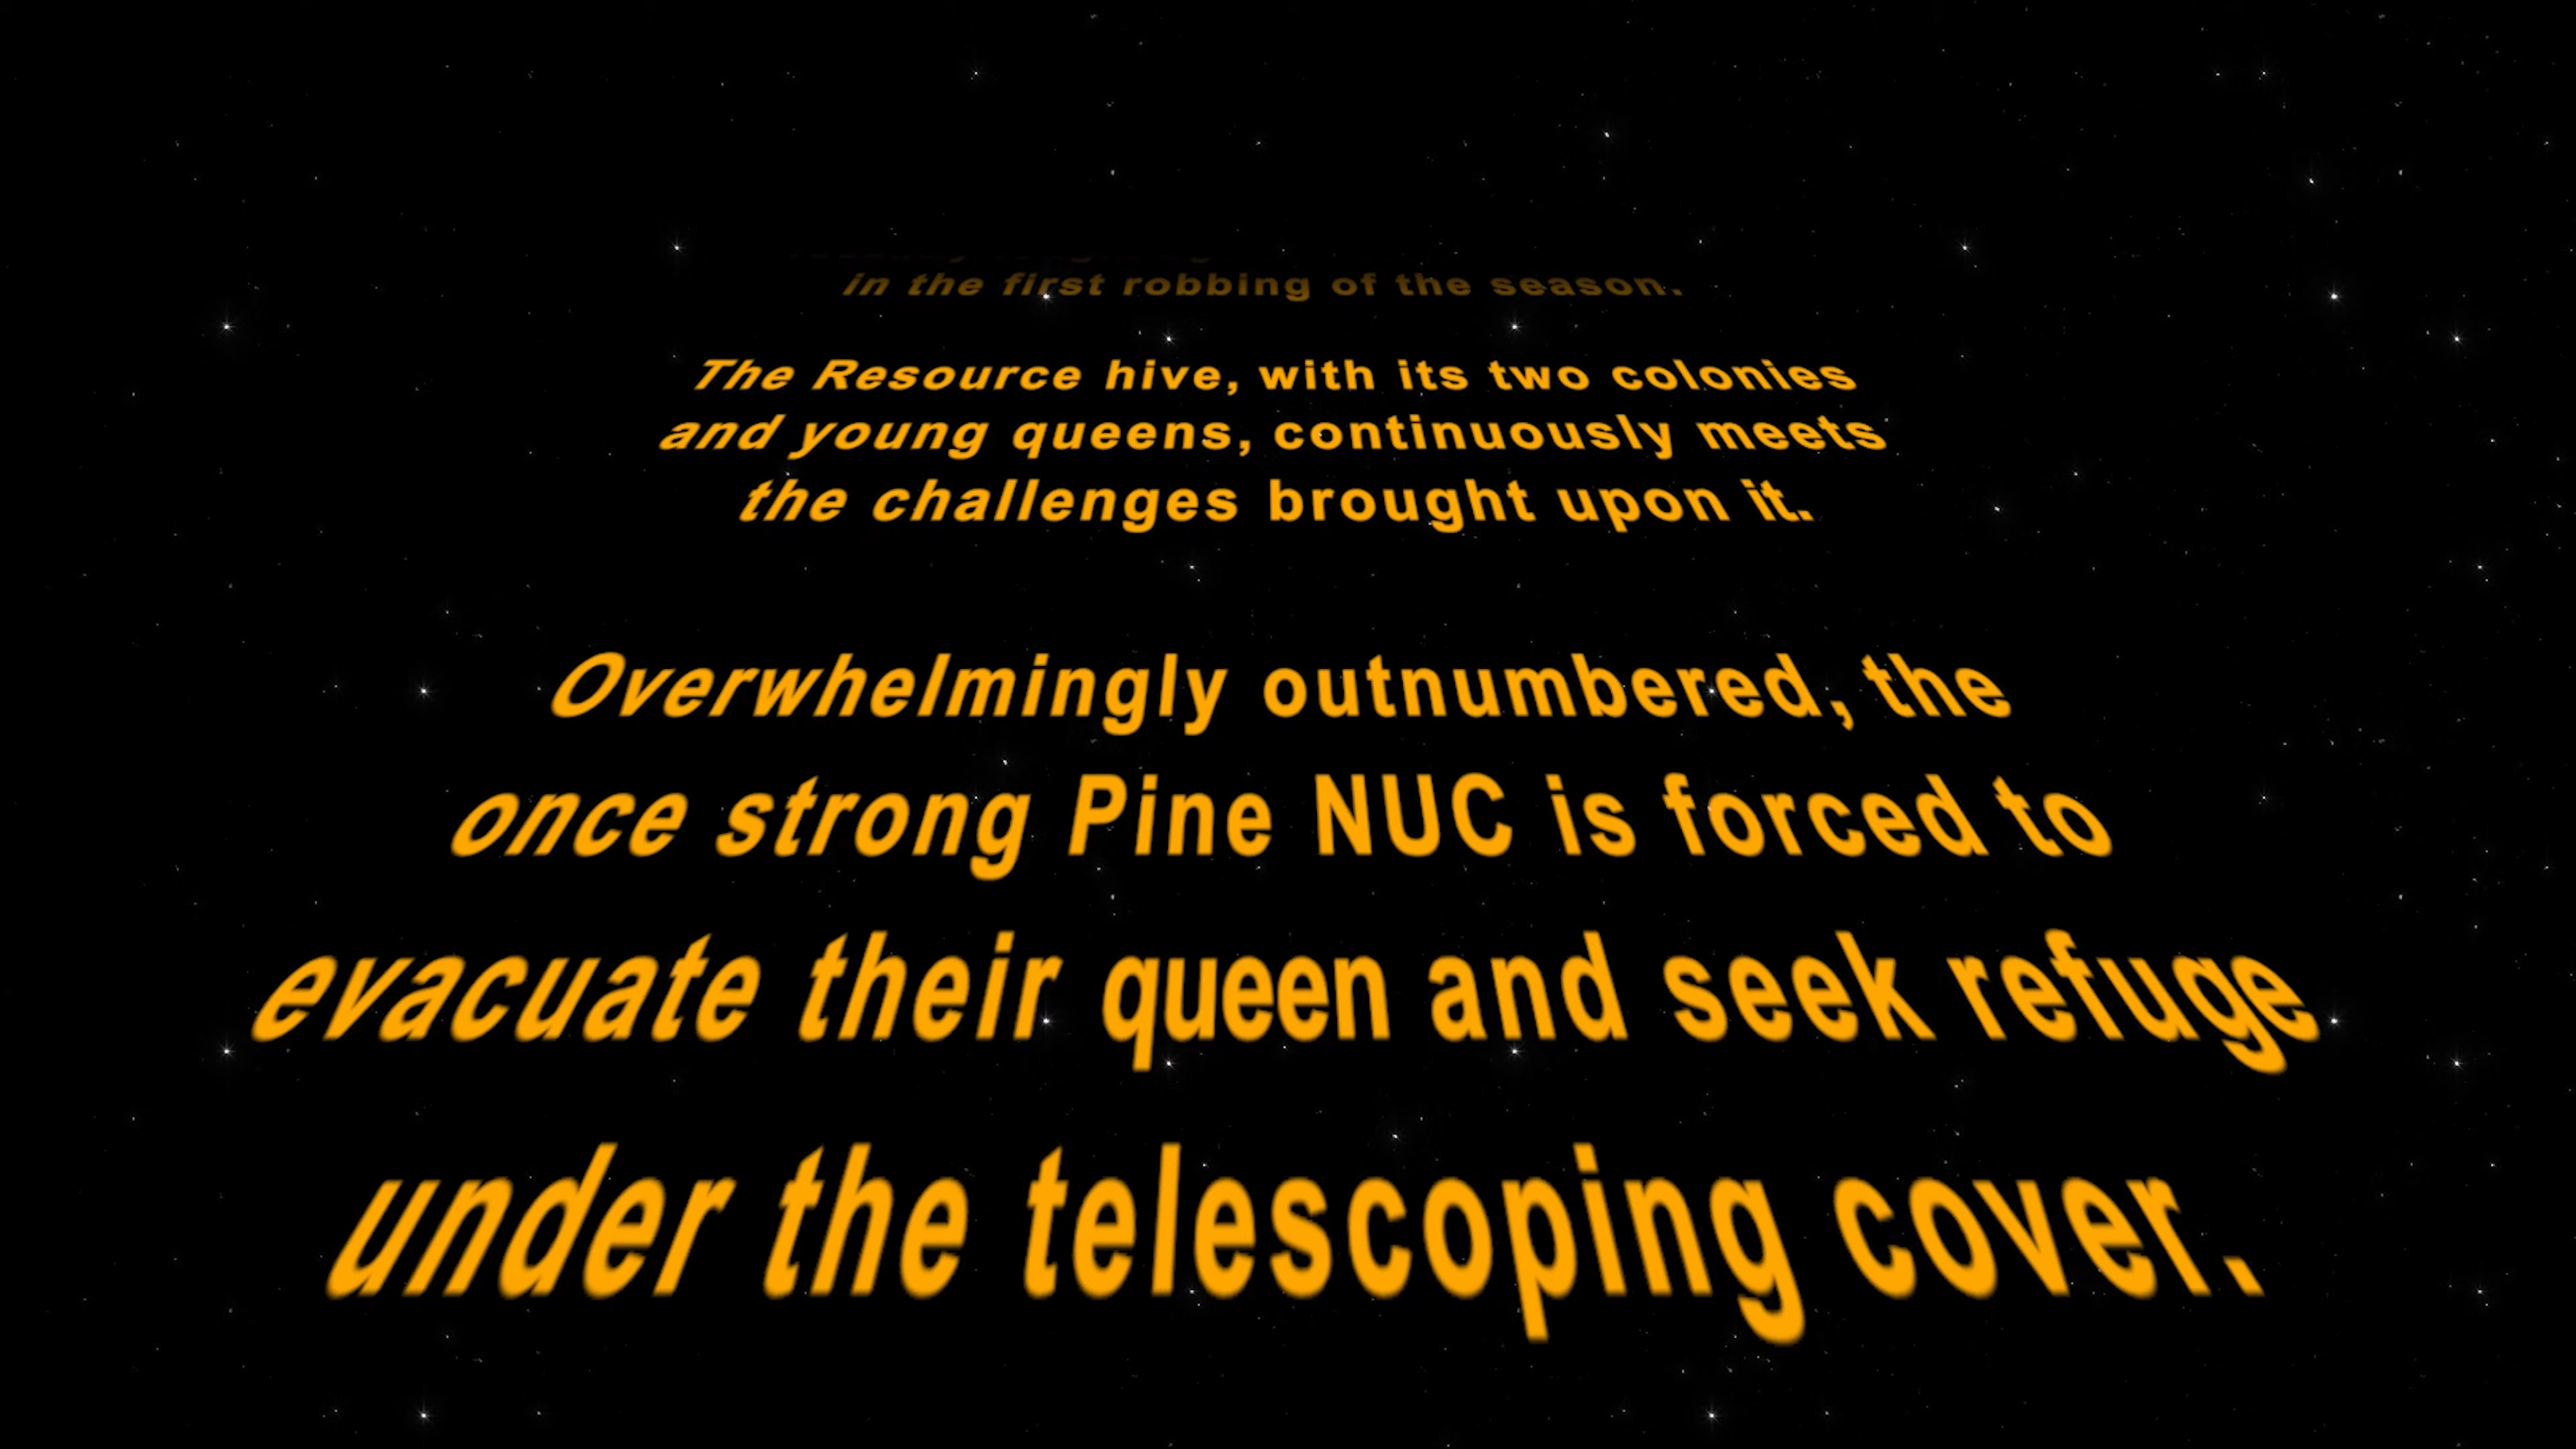 in the first robbing of the season.
The Resource hive, with its two colonies
and young queens, continuously meets
the challenges brought upon it.
Overwhelmingly outnumbered, the
once strong Pine NUC is forced to
evacuate their queen and seek refuge
under the telescoping cover.